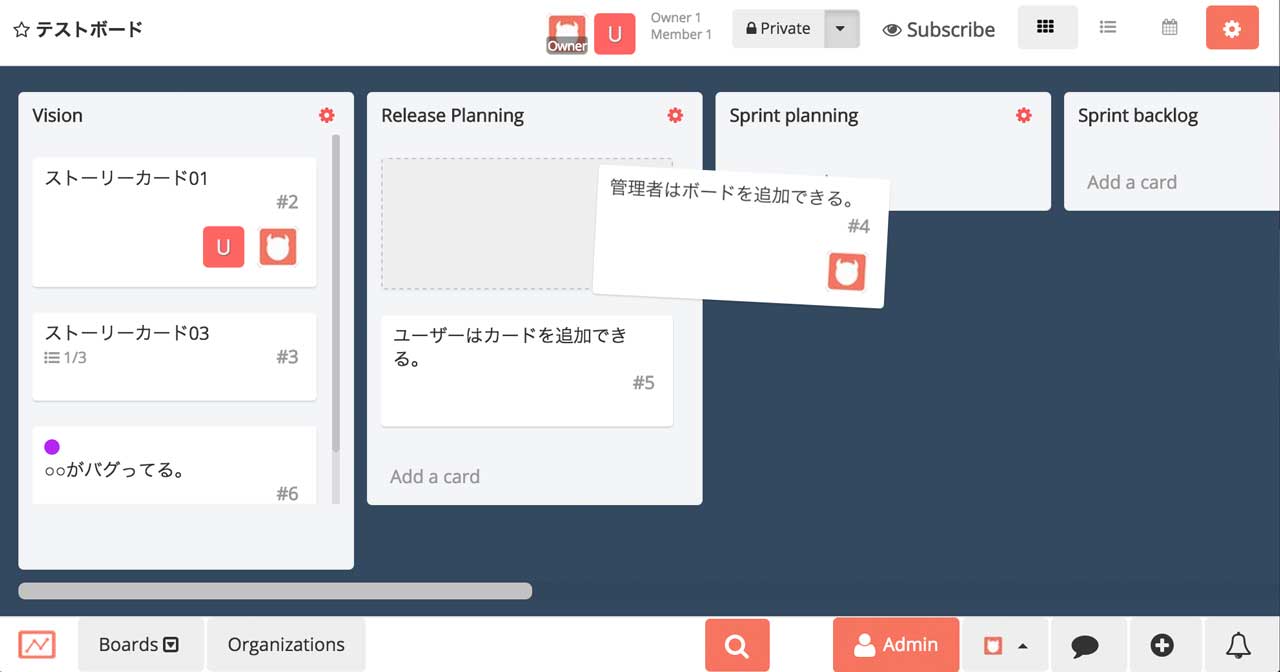 テストボード
Owner
U
Owner 1
Member 1
Private
Subscribe
Vision
ストーリーカード01
#2
U
ストーリーカード03
1/3
#3
○○がバグってる。
#6
Release Planning
ユーザーはカードを追加でき
る。
#5
Add a card
管理者はボードを追加できる。
#4
Sprint planning
Sprint backlog
Add a card
Boards
Organizations
Admin